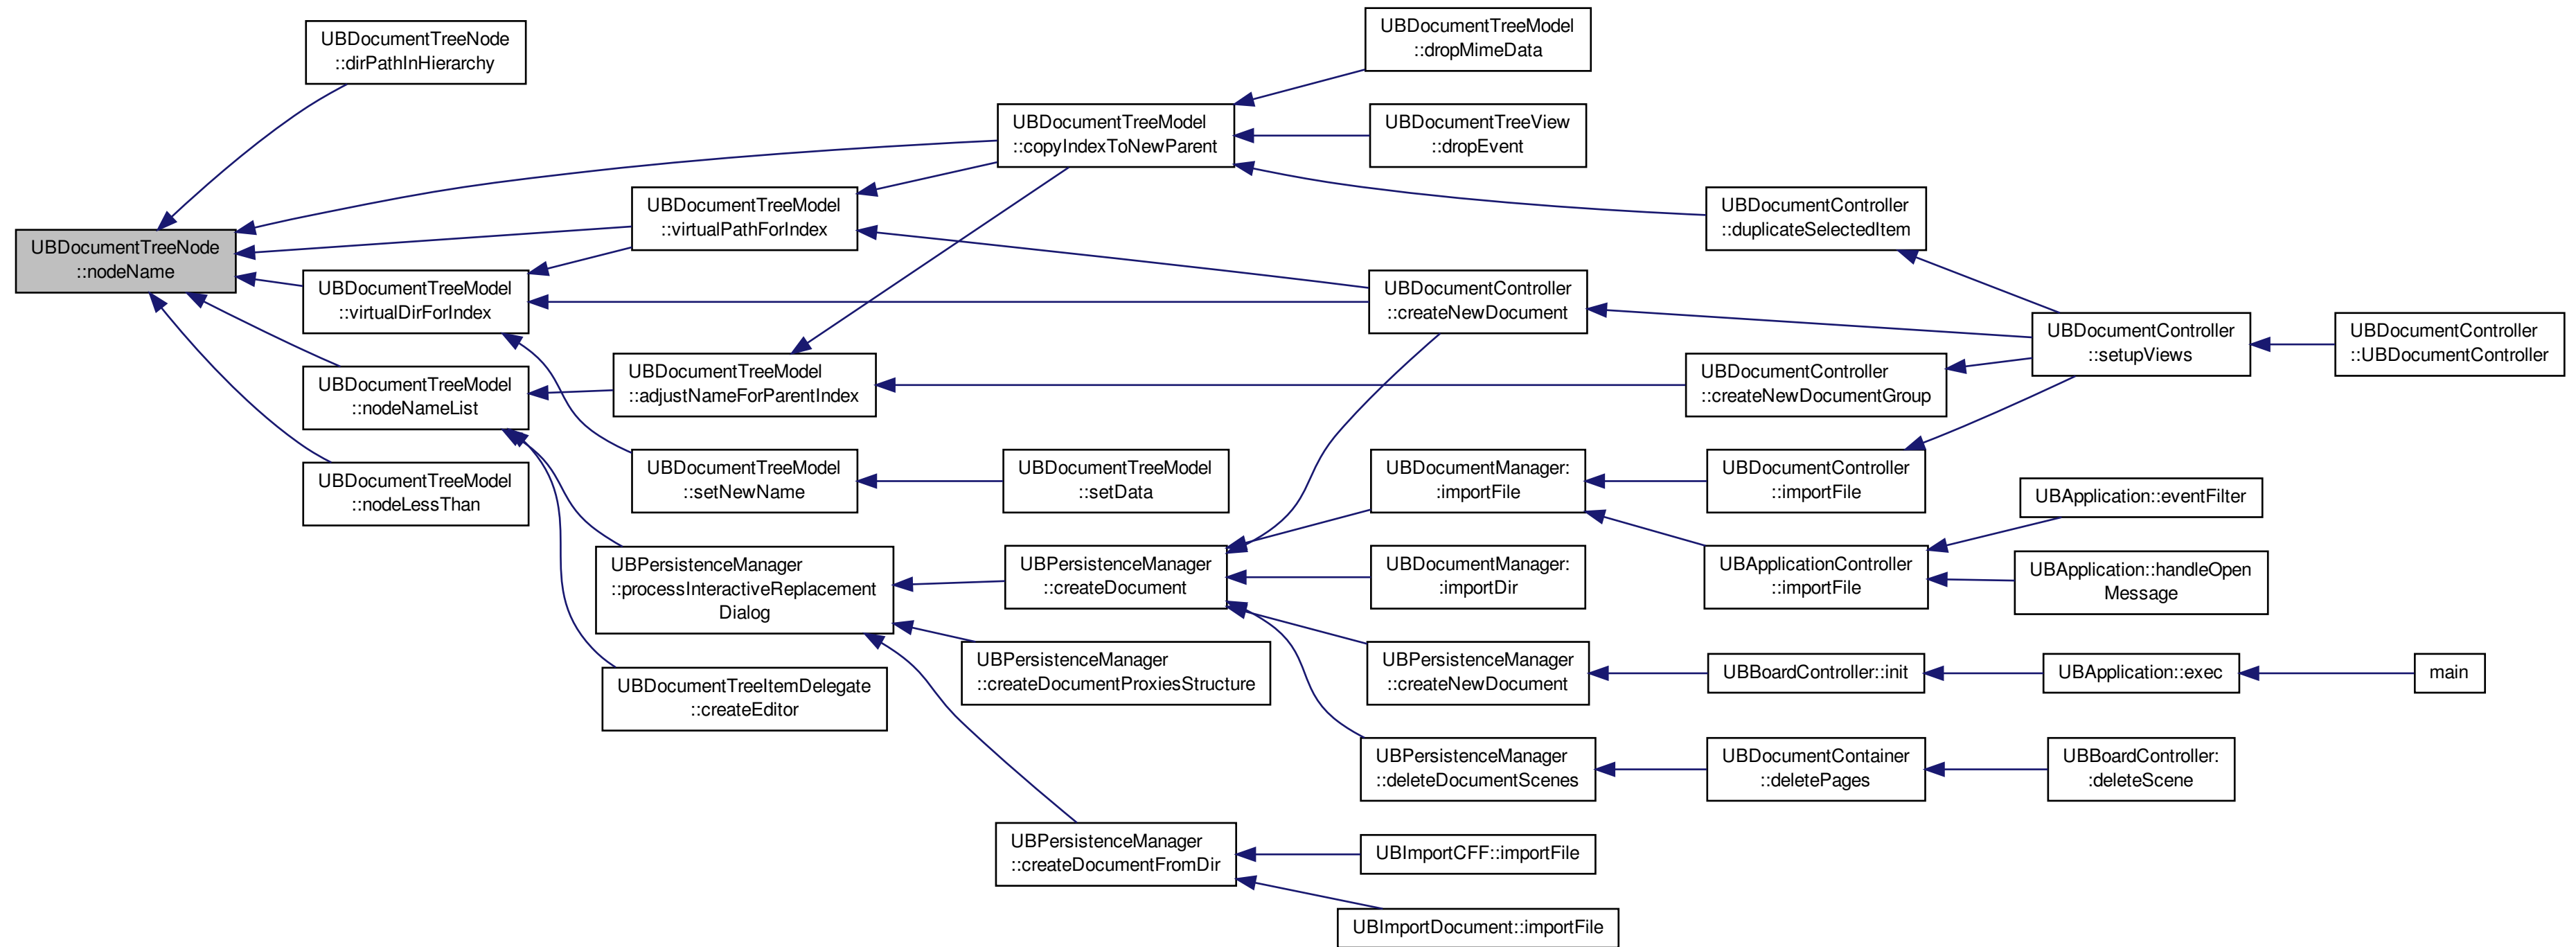 UBDocumentTreeNode
::nodeName
UBDocumentTreeNode
::dirPathInHierarchy
UBDocumentTreeModel
::virtualDirForIndex
UBDocumentTreeModel
::nodeNameList
UBDocumentTreeModel
::nodeLessThan
UBDocumentTreeModel
::virtualPathForIndex
UBDocumentTreeModel
::adjustNameForParentIndex
UBDocumentTreeModel
::setNewName
UBPersistenceManager
::processInteractiveReplacement
Dialog
UBDocumentTreeItemDelegate
::createEditor
UBDocumentTreeModel
::copyIndexToNewParent
UBDocumentTreeModel
::setData
UBPersistenceManager
::createDocument
UBPersistenceManager
::createDocumentProxiesStructure
UBPersistenceManager
::createDocumentFromDir
UBDocumentTreeModel
::dropMimeData
UBDocumentTreeView
::dropEvent
UBDocumentController
::createNewDocument
UBDocumentManager:
:importFile
UBDocumentManager:
:importDir
UBPersistenceManager
::createNewDocument
UBPersistenceManager
::deleteDocumentScenes
UBImportCFF::importFile
UBImportDocument::importFile
UBDocumentController
::duplicateSelectedItem
UBDocumentController
::createNewDocumentGroup
UBDocumentController
::importFile
UBApplicationController
::importFile
UBBoardController::init
UBDocumentContainer
::deletePages
UBDocumentController
::setupViews
UBApplication::eventFilter
UBApplication::handleOpen
Message
UBApplication::exec
UBBoardController:
:deleteScene
UBDocumentController
::UBDocumentController
main